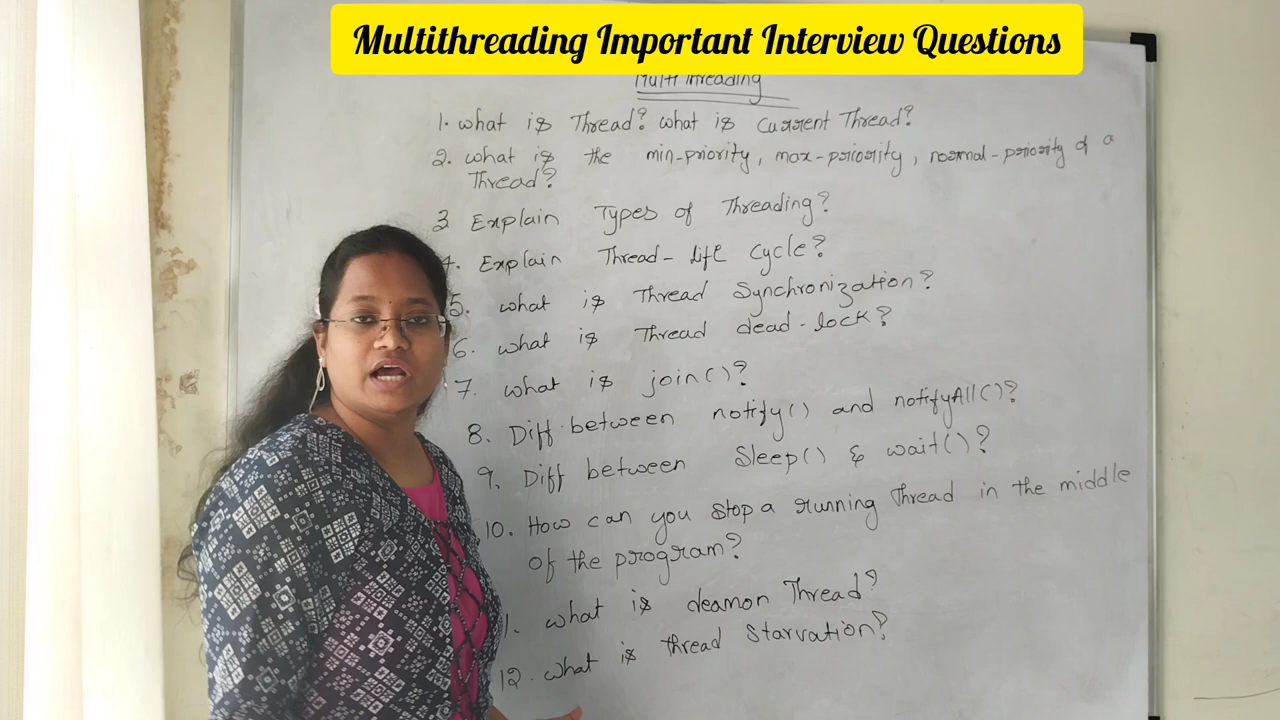 Multithreading Important Interview Questions
Multithreading
1. What is Thread? What is Current Thread?
2. What is the min-priority, max-priority, normal-priority of a
Thread?
3 Explain Types of Threading?
4. Explain Thread-life cycle?
5. What is Thread Synchronization?
6. What is Thread dead-lock?
7. What is join()?
8. Diff between notify() and notifyAll()?
9. Diff between Sleep() & wait()?
10. How can you stop a running Thread in the middle
of the program?
1. What is deamon Thread?
12. What is thread Starvation?